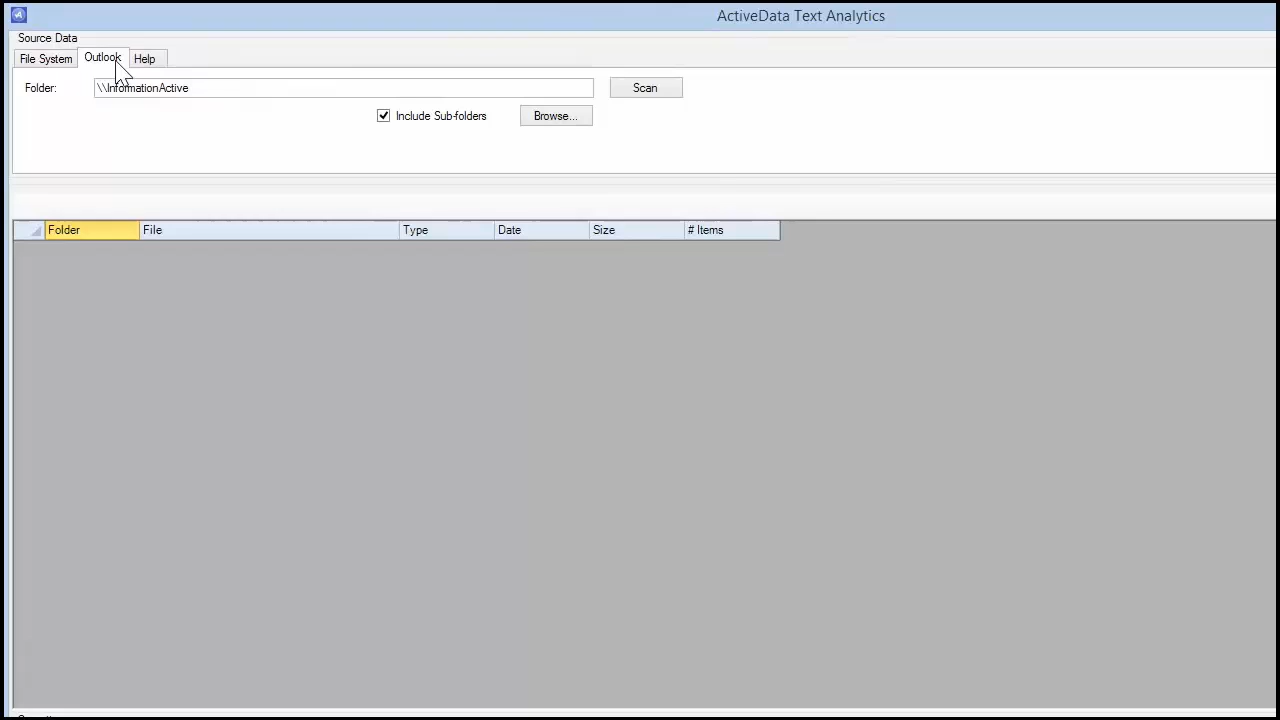 ActiveData Text Analytics
Source Data
File System Outlook Help
Folder: \\InformationActive Scan
Include Sub-folders Browse...
Folder File Type Date Size # Items